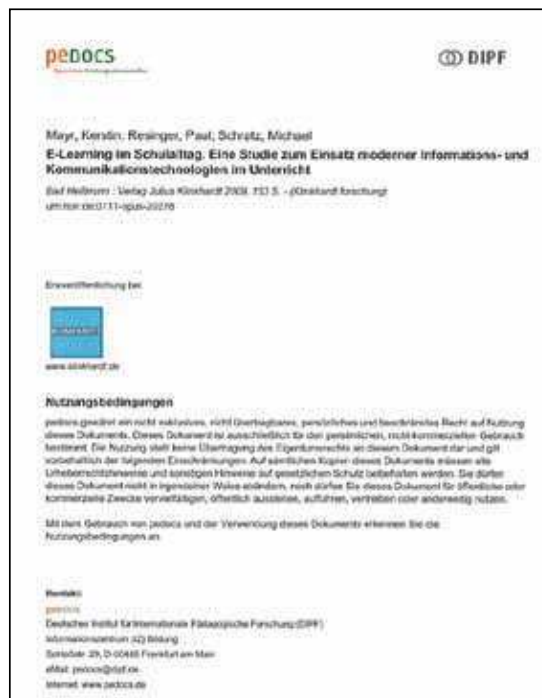 peDOCS
DIPF
Mayr, Kerstin; Resinger, Paul; Schratz, Michael
E-Learning im Schulalltag. Eine Studie zum Einsatz moderner Informations- und
Kommunikationstechnologien im Unterricht
Bad Heilbrunn : Verlag Julius Klinkhardt 2009, S. - (Klinkhardt forschung)
Erstveröffentlichung bei:
KLINKHARDT
www.klinkhardt.de
Nutzungsbedingungen
pedocs gewährt ein nicht exklusives, nicht übertragbares, persönliches und beschränktes Recht auf Nutzung
dieses Dokuments. Dieses Dokument ist ausschließlich für den persönlichen, nicht-kommerziellen Gebrauch
bestimmt. Die Nutzung stellt keine Übertragung des Eigentumsrechts an diesem Dokument dar und gilt
vorbehaltlich der folgenden Einschränkungen: Auf sämtlichen Kopien dieses Dokuments müssen alle
Urheberrechtshinweise und sonstigen Hinweise auf gesetzlichen Schutz beibehalten werden. Sie dürfen
dieses Dokument nicht in irgendeiner Weise abändern, noch dürfen Sie dieses Dokument für öffentliche oder
kommerzielle Zwecke vervielfältigen, öffentlich ausstellen, aufführen, vertreiben oder anderweitig nutzen.
Mit dem Gebrauch von pedocs und der Verwendung dieses Dokuments erkennen Sie die
Nutzungsbedingungen an.
Kontakt:
peDOCS
Deutsches Institut für Internationale Pädagogische Forschung (DIPF)
Informationszentrum (IZ) Bildung
Frankfurt am Main
eMail: pedocs@dipf.de
Internet: www.pedocs.de